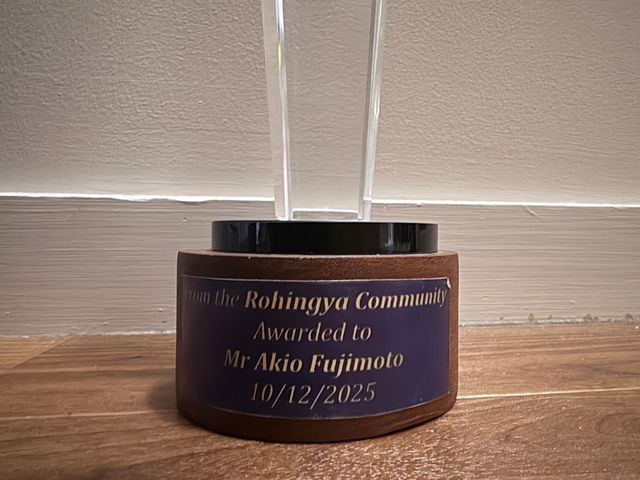 From the Rohingya Community
Awarded to
Mr Akio Fujimoto
10/12/2025